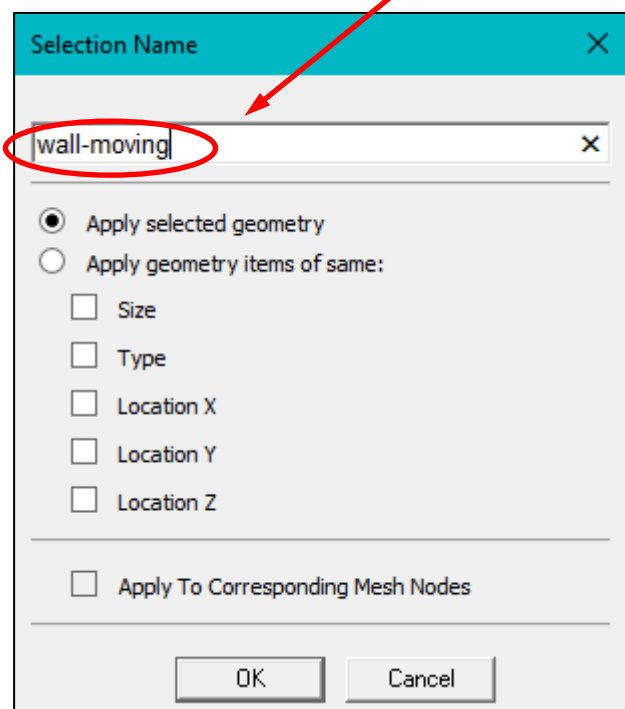 Selection Name
wall-moving
Apply selected geometry
Apply geometry items of same:
Size
Type
Location X
Location Y
Location Z
Apply To Corresponding Mesh Nodes
OK Cancel